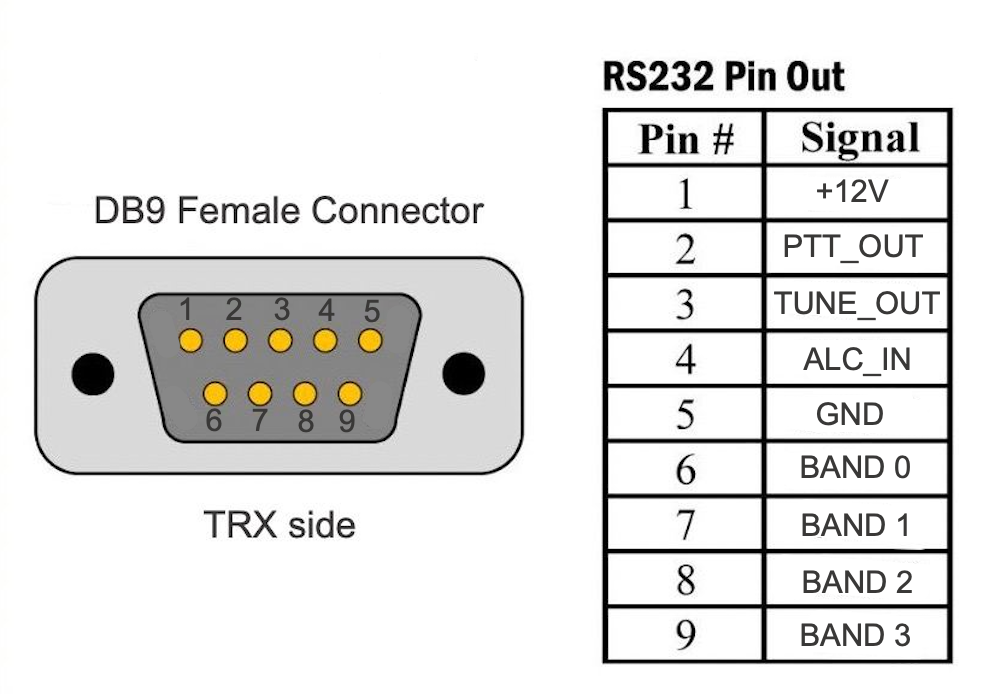 RS232 Pin Out
Pin # Signal
1 +12V
2 PTT_OUT
3 TUNE_OUT
4 ALC_IN
5 GND
6 BAND 0
7 BAND 1
8 BAND 2
9 BAND 3
DB9 Female Connector
1 2 3 4 5
6 7 8 9
TRX side